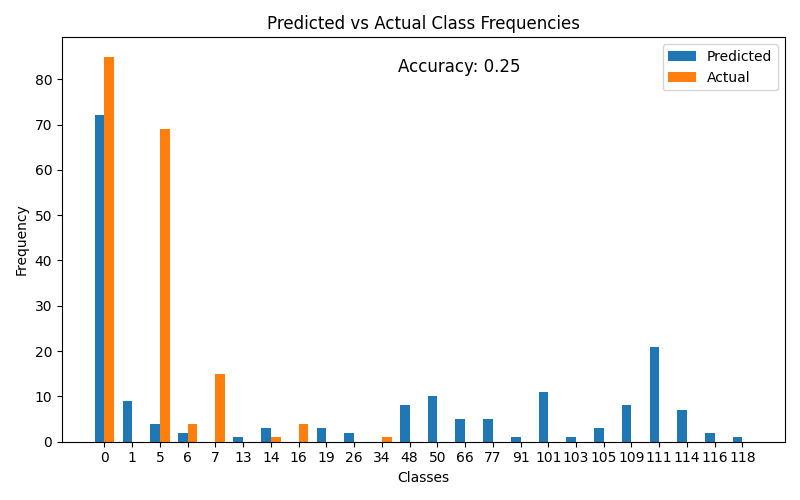 Predicted vs Actual Class Frequencies
Accuracy: 0.25
Predicted
Actual
80
70
60
50
40
30
20
10
0
Frequency
0 1 5 6 7 13 14 16 19 26 34 48 50 66 77 91 101 103 105 109 111 114 116 118
Classes